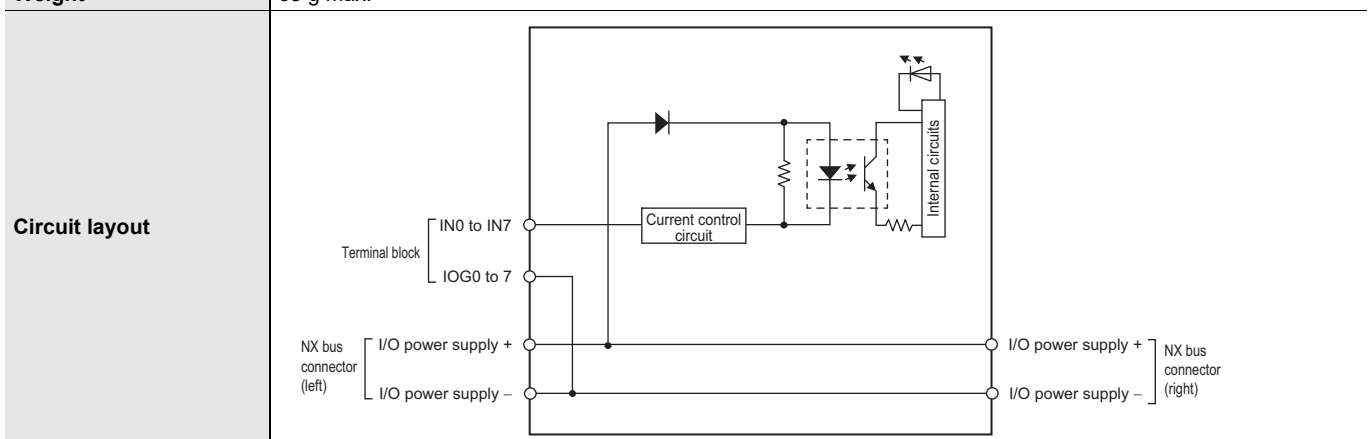 Circuit layout
Internal circuits
IN0 to IN7
Current control
circuit
Terminal block
IOG0 to 7
NX bus
connector
(left)
I/O power supply +
I/O power supply –
I/O power supply +
I/O power supply –
NX bus
connector
(right)